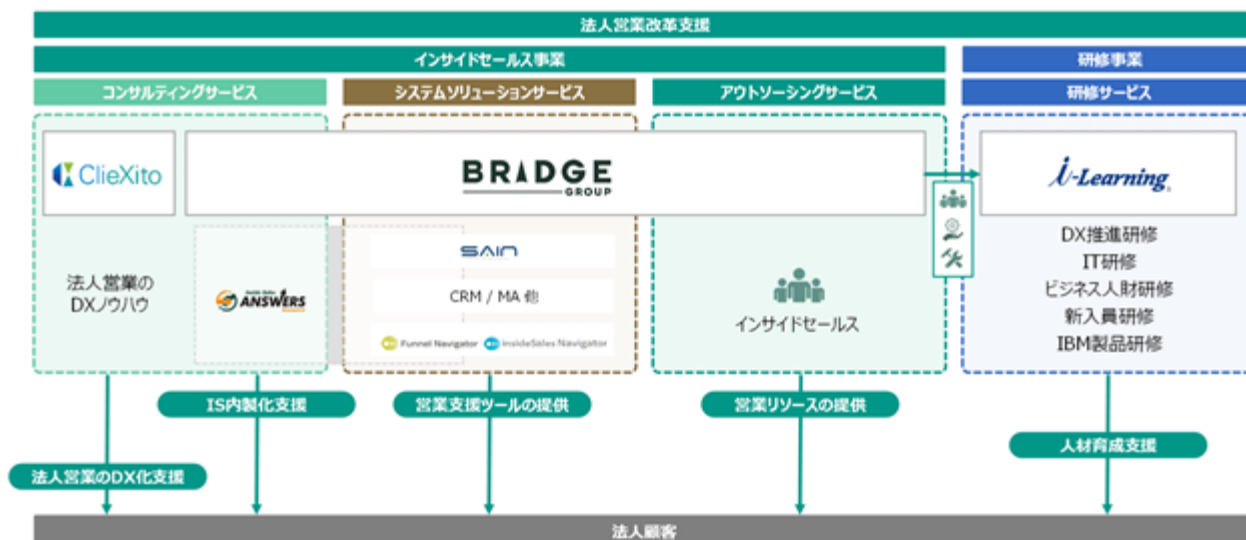 法人営業改革支援
インサイドセールス事業
研修事業
コンサルティングサービス
システムソリューションサービス
アウトソーシングサービス
研修サービス
ClieXito
BRIDGE
GROUP
i-Learning
法人営業の
DXノウハウ
ANSWERS
SAIN
CRM / MA 他
Funnel Navigator
InsideSales Navigator
インサイドセールス
DX推進研修
IT研修
ビジネス人財研修
新入員研修
IBM製品研修
IS内製化支援
営業支援ツールの提供
営業リソースの提供
人材育成支援
法人営業のDX化支援
法人顧客